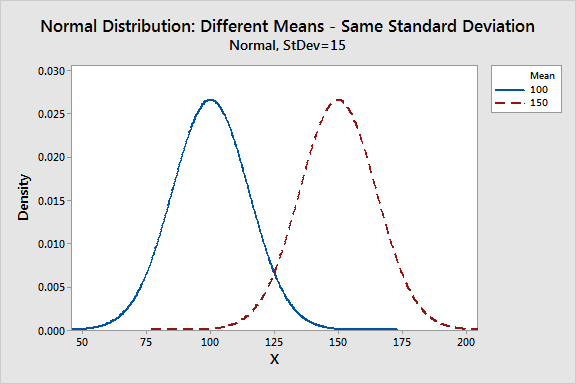 Normal Distribution: Different Means - Same Standard Deviation
Normal, StDev=15
Mean
100
150
Density
0.030
0.025
0.020
0.015
0.010
0.005
0.000
50 75 100 125 150 175 200
X